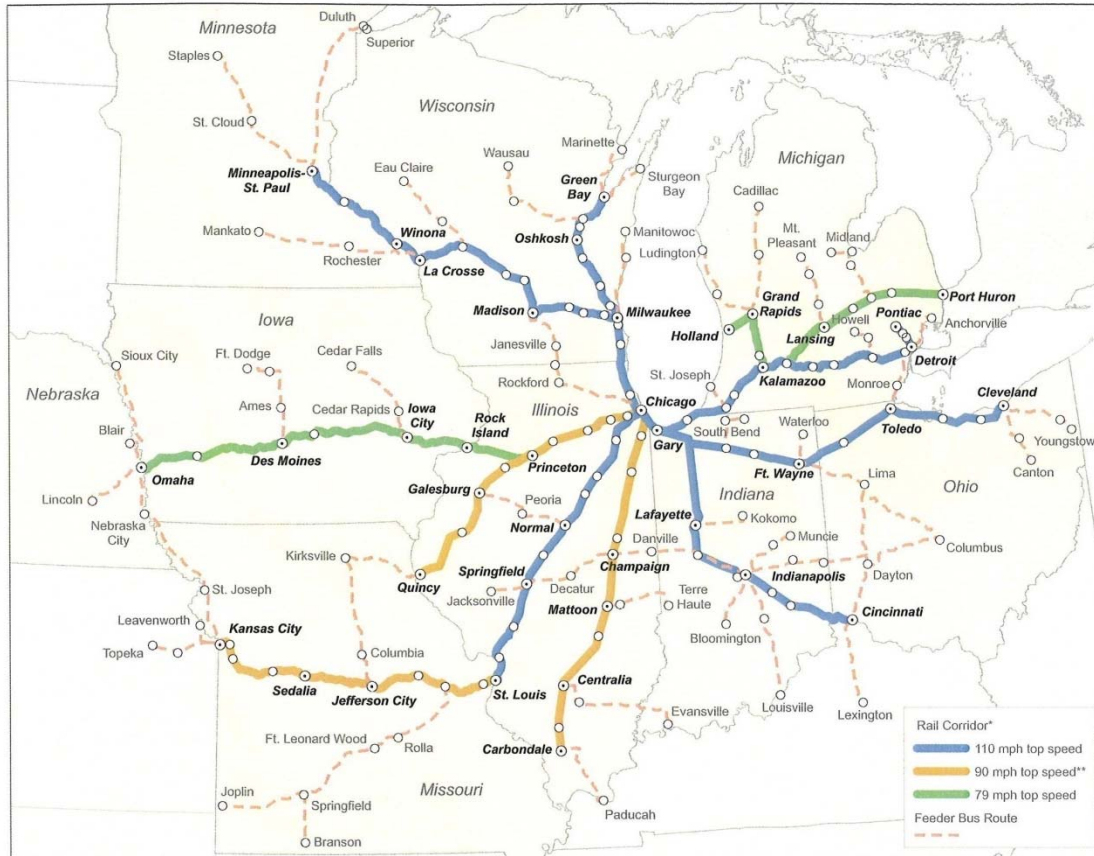 Minnesota
Duluth
Superior
Staples
St. Cloud
Minneapolis-
St. Paul
Wisconsin
Eau Claire
Wausau
Marinette
Green
Bay
Sturgeon
Bay
Michigan
Cadillac
Mankato
Rochester
Winona
La Crosse
Oshkosh
Manitowoc
Ludington
Mt.
Pleasant
Midland
Madison
Milwaukee
Janesville
Rockford
Holland
Grand
Rapids
Lansing
Howell
Pontiac
Port Huron
Anchorville
Detroit
Kalamazoo
St. Joseph
Monroe
Iowa
Sioux City
Ft. Dodge
Cedar Falls
Nebraska
Ames
Cedar Rapids
Iowa
City
Rock
Island
Illinois
Chicago
Gary
South Bend
Waterloo
Toledo
Cleveland
Youngstown
Canton
Blair
Omaha
Des Moines
Princeton
Lincoln
Nebraska
City
Galesburg
Peoria
Normal
Ft. Wayne
Lima
Ohio
Indiana
Lafayette
Kokomo
Muncie
Columbus
Kirksville
Quincy
Springfield
Jacksonville
Decatur
Danville
Champaign
Indianapolis
Dayton
Mattoon
Terre
Haute
Bloomington
Cincinnati
St. Joseph
Leavenworth
Kansas City
Topeka
Columbia
Sedalia
Jefferson City
St. Louis
Centralia
Evansville
Louisville
Lexington
Ft. Leonard Wood
Rolla
Carbondale
Joplin
Springfield
Missouri
Branson
Paducah
Rail Corridor*
110 mph top speed
90 mph top speed**
79 mph top speed
Feeder Bus Route